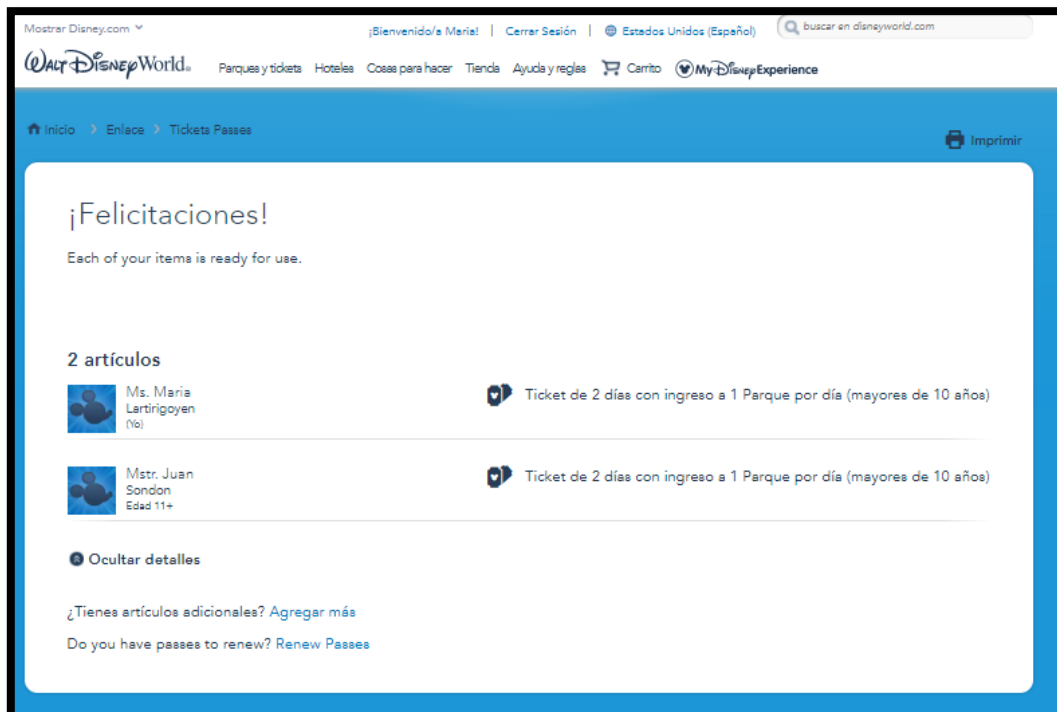 Mostrar Disney.com
¡Bienvenido/a Maria! | Cerrar Sesión | Estados Unidos (Español)
buscar en disneyworld.com
Walt Disney World.
Parques y tickets Hoteles Cosas para hacer Tienda Ayuda y reglas Carrito My Disney Experience
Inicio > Enlace > Tickets Passes
Imprimir
¡Felicitaciones!
Each of your items is ready for use.
2 artículos
Ms. Maria
Lartirigoyen
(Yo)
Ticket de 2 días con ingreso a 1 Parque por día (mayores de 10 años)
Mstr. Juan
Sondon
Edad 11+
Ticket de 2 días con ingreso a 1 Parque por día (mayores de 10 años)
Ocultar detalles
¿Tienes artículos adicionales? Agregar más
Do you have passes to renew? Renew Passes